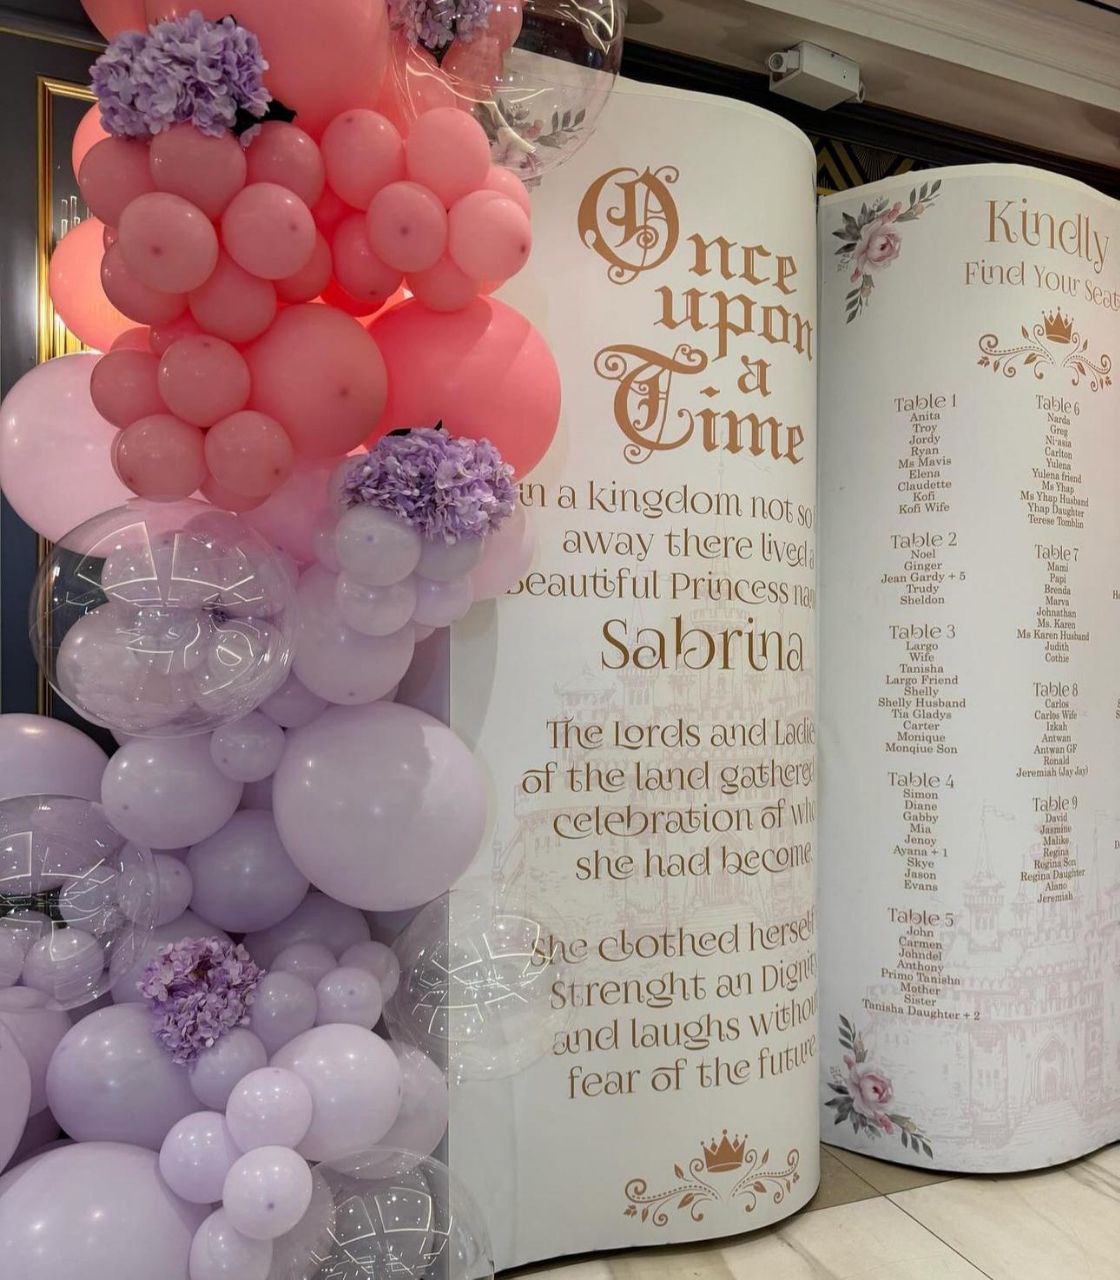 Once
upon
a
Time
in a kingdom not so
away there lived a
Beautiful Princess
Sabrina
The Lords and Ladie
of the land gathered
celebration of
she had become.
She clothed herself
Strenght an Dignity
and laughs without
fear of the future
Kindly
Find Your Seat
Table 1
Anita
Troy
Jordy
Ryan
Ms Mavis
Elena
Claudette
Kofi
Kofi Wife
Table 2
Noel
Ginger
Jean Gardy + 5
Trudy
Sheldon
Table 3
Largo
Wife
Tanisha
Largo Friend
Shelly
Shelly Husband
Tia Gladys
Carter
Monique
Monqiue Son
Table 4
Simon
Diane
Gabby
Mia
Jenoy
Ayana + 1
Skye
Jason
Evans
Table 5
John
Carmen
Johndel
Anthony
Primo Tanisha
Mother
Sister
Tanisha Daughter + 2
Table 6
Narda
Greg
Ni-asia
Carlton
Yulena
Yulena friend
Ms Yhap
Ms Yhap Husband
Yhap Daughter
Terese Tomblin
Table 7
Mami
Papi
Brenda
Marva
Johnathan
Ms. Karen
Ms Karen Husband
Judith
Cothie
Table 8
Carlos
Carlos Wife
Izkah
Antwan
Antwan GF
Ronald
Jeremiah (Jay Jay)
Table 9
David
Jasmine
Malike
Regina
Regina Son
Regina Daughter
Alano
Jeremiah